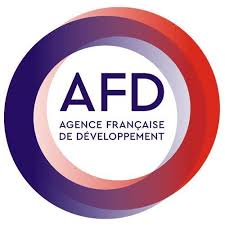 AFD
AGENCE FRANÇAISE
DE DÉVELOPPEMENT